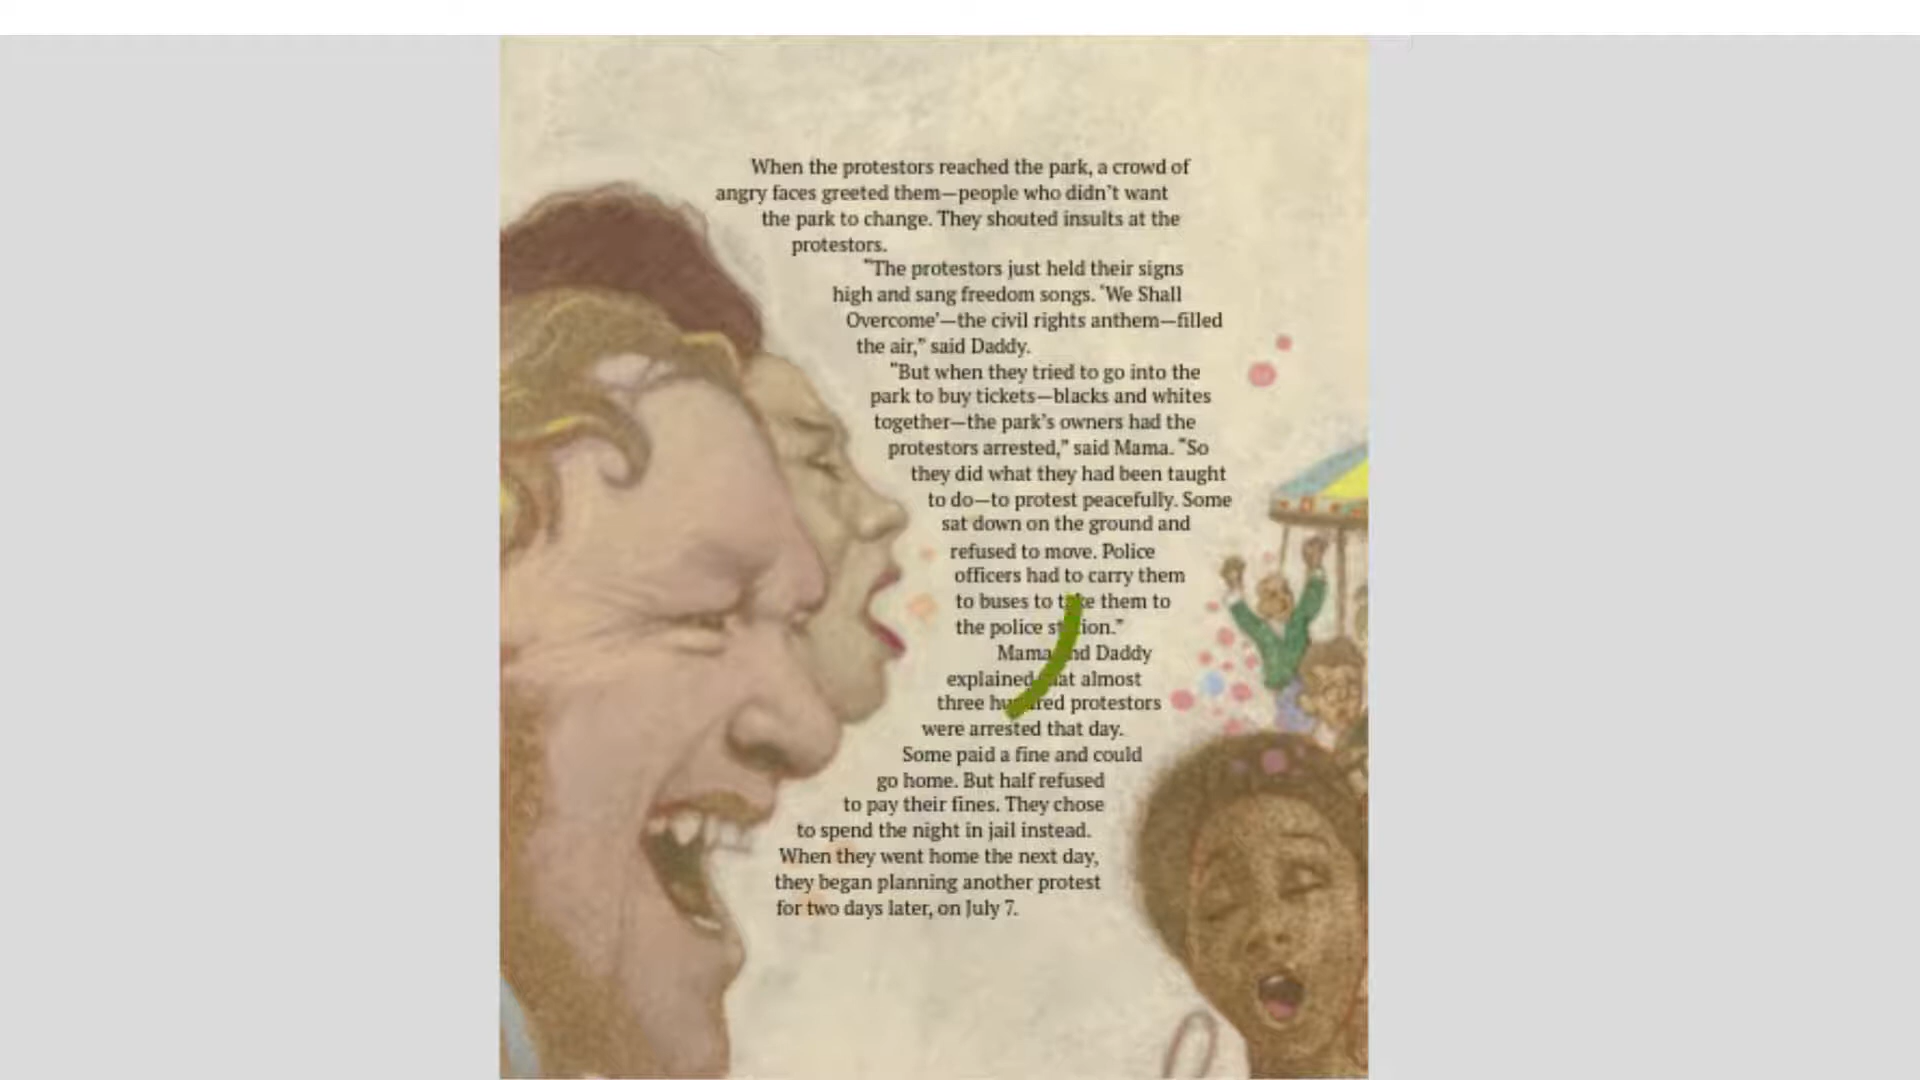 When the protestors reached the park, a crowd of
angry faces greeted them—people who didn't want
the park to change. They shouted insults at the
protestors.
"The protestors just held their signs
high and sang freedom songs. 'We Shall
Overcome'—the civil rights anthem—filled
the air," said Daddy.
"But when they tried to go into the
park to buy tickets—blacks and whites
together—the park's owners had the
protestors arrested," said Mama. "So
they did what they had been taught
to do—to protest peacefully. Some
sat down on the ground and
refused to move. Police
officers had to carry them
to buses to take them to
the police station."
Mama and Daddy
explained that almost
three hundred protestors
were arrested that day.
Some paid a fine and could
go home. But half refused
to pay their fines. They chose
to spend the night in jail instead.
When they went home the next day,
they began planning another protest
for two days later, on July 7.